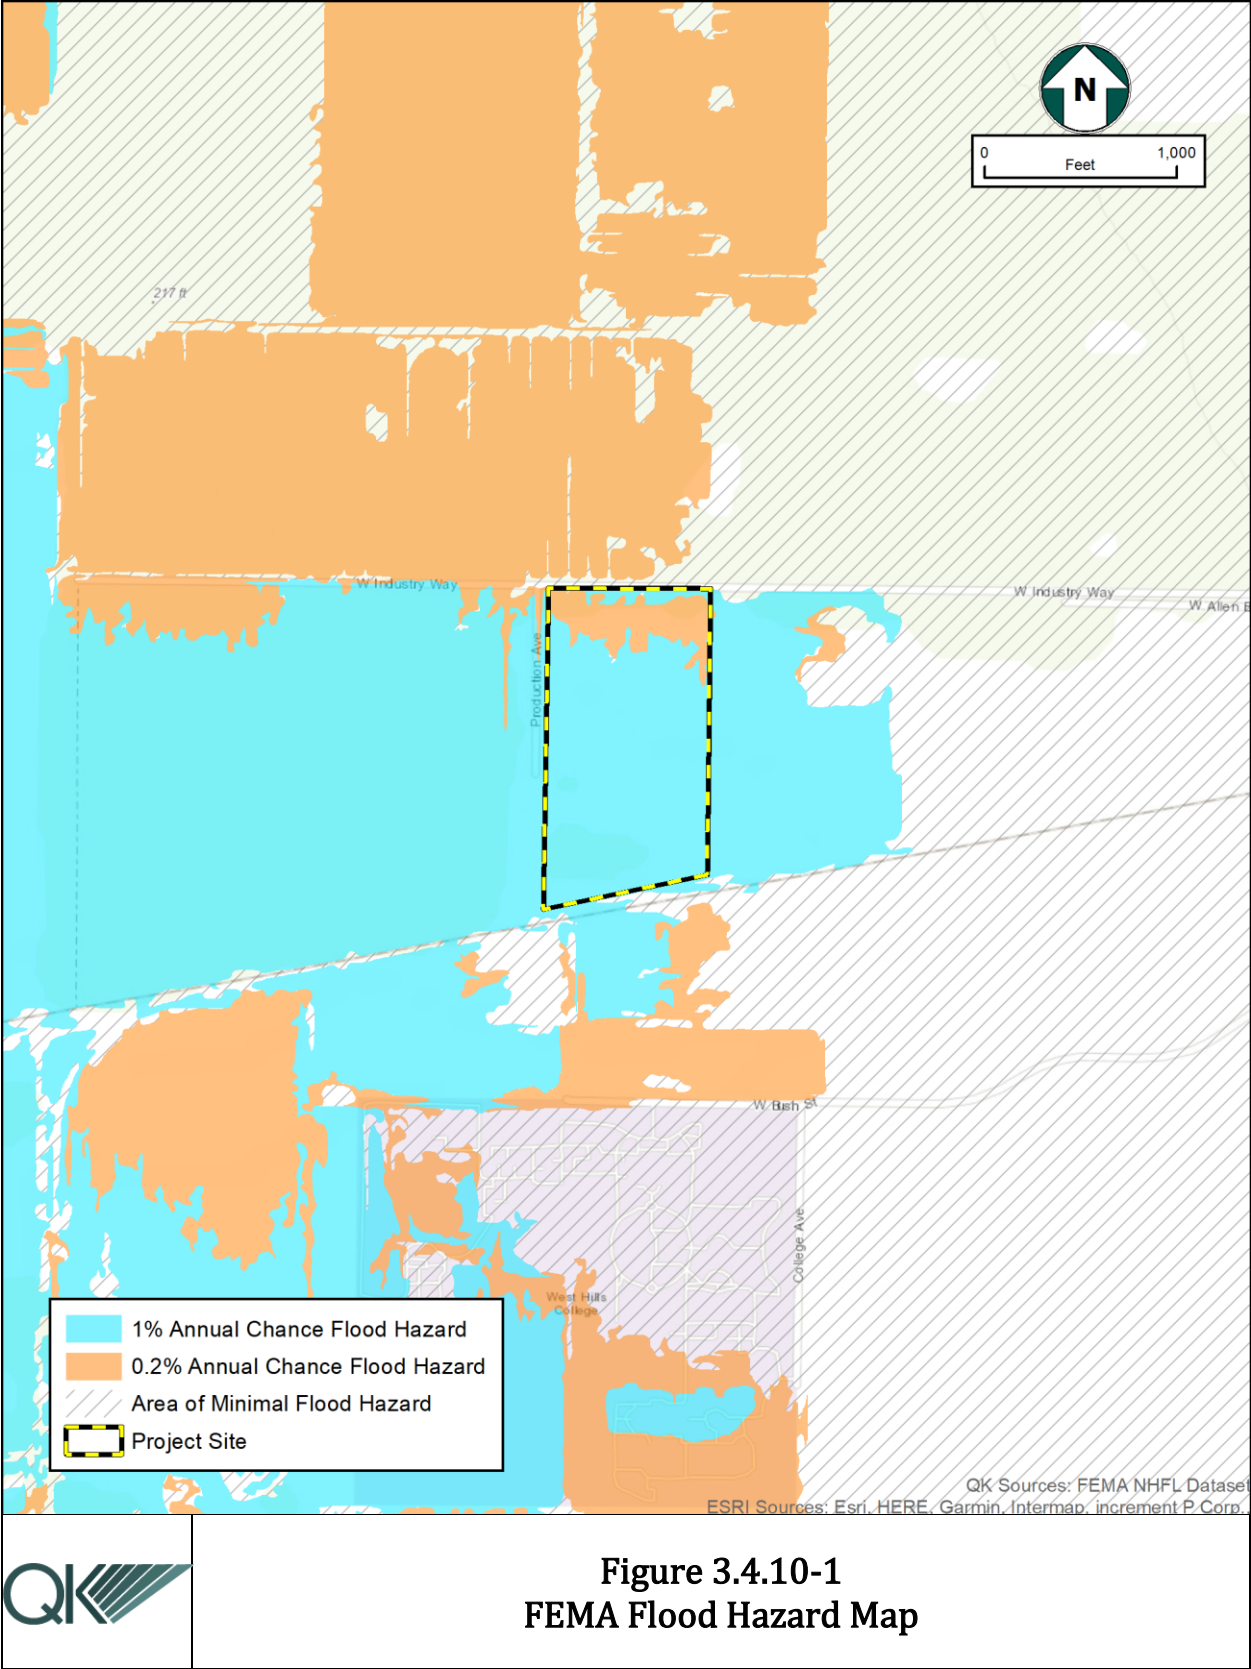 N
0 1,000
Feet
217 ft
W Industry Way
W Industry Way
W Allen
Production Ave
W Bush St
College Ave
West Hills
College
1% Annual Chance Flood Hazard
0.2% Annual Chance Flood Hazard
Area of Minimal Flood Hazard
Project Site
QK Sources: FEMA NHFL Dataset
ESRI Sources: Esri, HERE, Garmin, Intermap, increment P Corp.,
QK
Figure 3.4.10-1
FEMA Flood Hazard Map